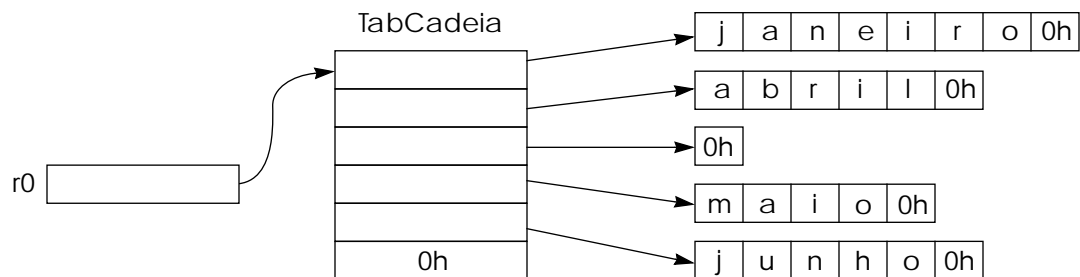 TabCadeia
j a n e i r o 0h
a b r i l 0h
0h
r0
m a i o 0h
j u n h o 0h
0h